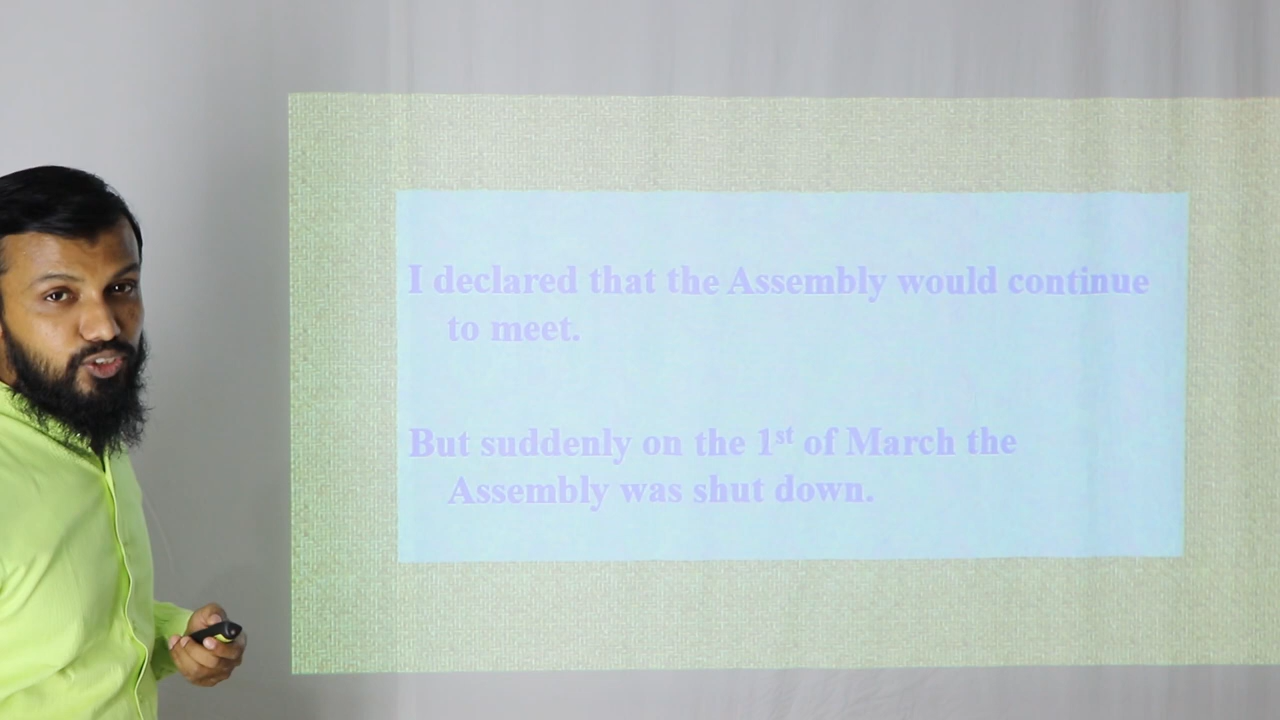 I declared that the Assembly would continue
to meet.
But suddenly on the 1st of March the
Assembly was shut down.